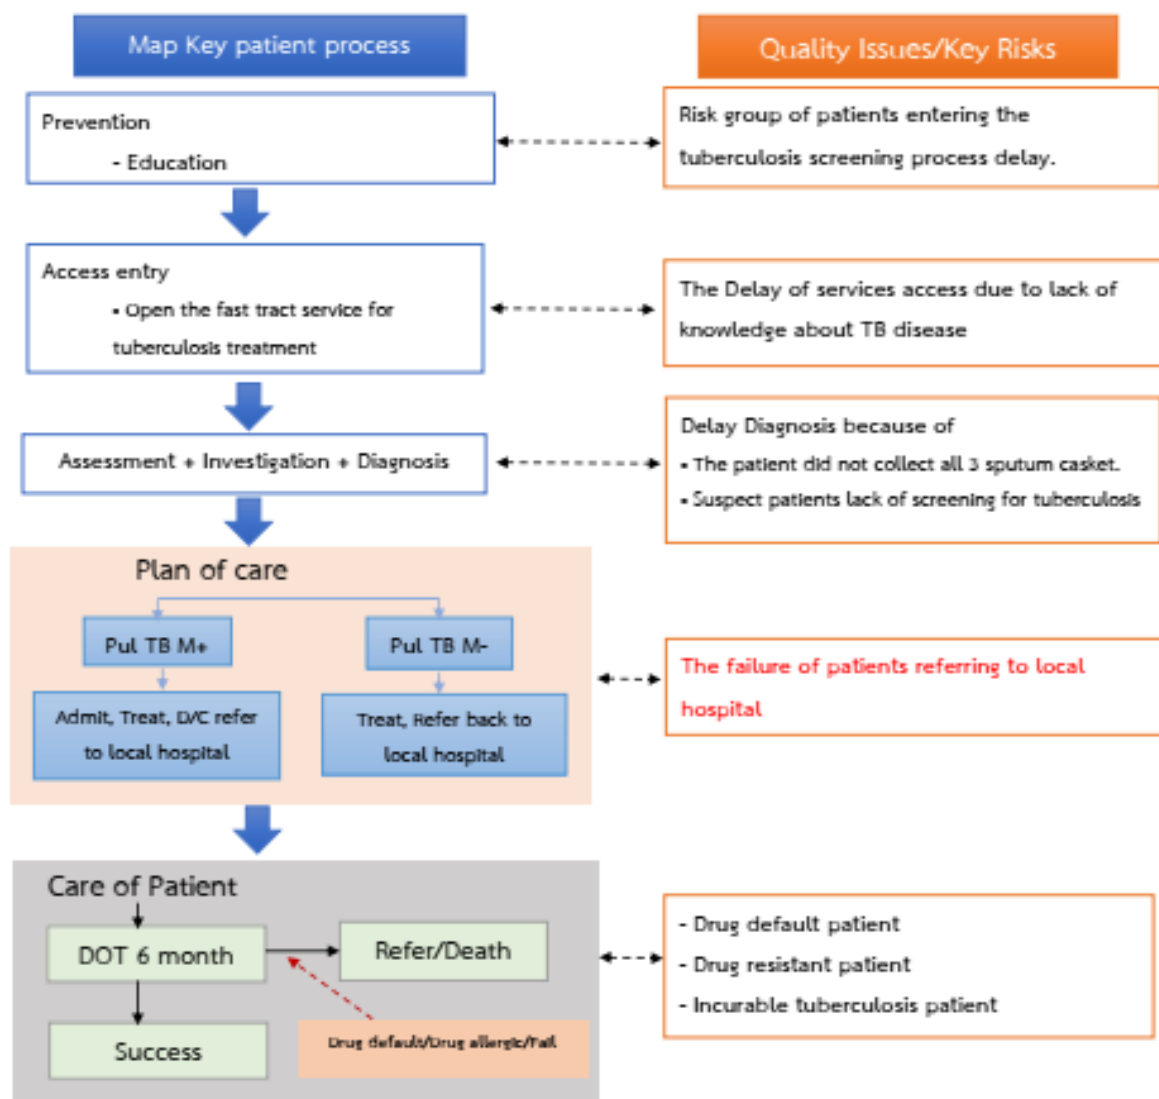 Map Key patient process
Quality Issues/Key Risks
Prevention
- Education
Risk group of patients entering the
tuberculosis screening process delay.
Access entry
▪ Open the fast tract service for
tuberculosis treatment
The Delay of services access due to lack of
knowledge about TB disease
Assessment + Investigation + Diagnosis
Delay Diagnosis because of
▪ The patient did not collect all 3 sputum casket.
▪ Suspect patients lack of screening for tuberculosis
Plan of care
Pul TB M+
Pul TB M-
Admit, Treat, D/C refer
to local hospital
Treat, Refer back to
local hospital
The failure of patients referring to local
hospital
Care of Patient
DOT 6 month
Refer/Death
Success
Drug default/Drug allergic/Fail
- Drug default patient
- Drug resistant patient
- Incurable tuberculosis patient